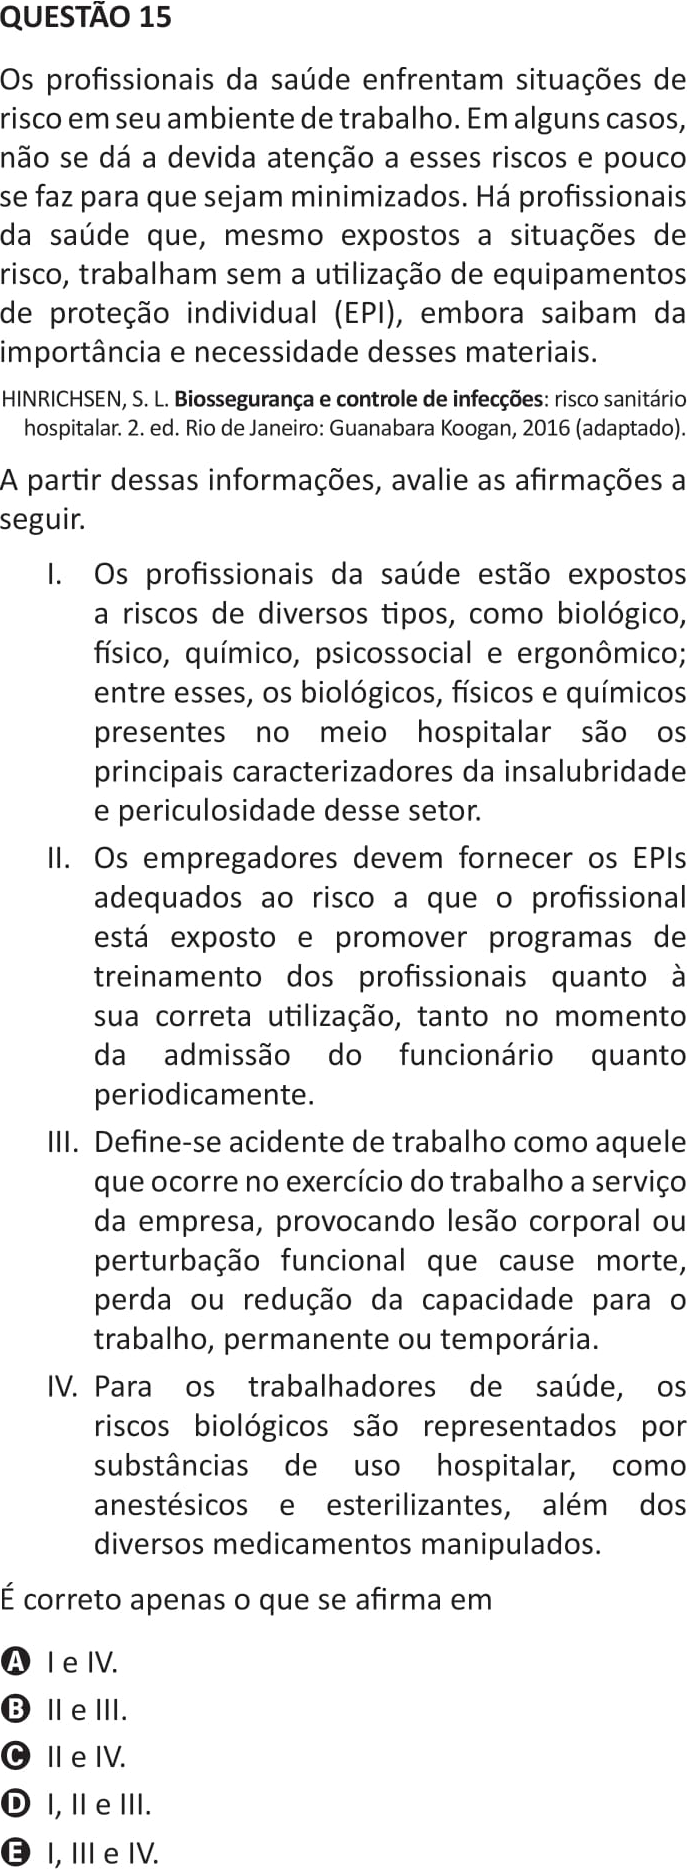 QUESTÃO 15
Os profissionais da saúde enfrentam situações de
risco em seu ambiente de trabalho. Em alguns casos,
não se dá a devida atenção a esses riscos e pouco
se faz para que sejam minimizados. Há profissionais
da saúde que, mesmo expostos a situações de
risco, trabalham sem a utilização de equipamentos
de proteção individual (EPI), embora saibam da
importância e necessidade desses materiais.
HINRICHSEN, S. L. Biossegurança e controle de infecções: risco sanitário
hospitalar. 2. ed. Rio de Janeiro: Guanabara Koogan, 2016 (adaptado).
A partir dessas informações, avalie as afirmações a
seguir.
I. Os profissionais da saúde estão expostos
a riscos de diversos tipos, como biológico,
físico, químico, psicossocial e ergonômico;
entre esses, os biológicos, físicos e químicos
presentes no meio hospitalar são os
principais caracterizadores da insalubridade
e periculosidade desse setor.
II. Os empregadores devem fornecer os EPIs
adequados ao risco a que o profissional
está exposto e promover programas de
treinamento dos profissionais quanto à
sua correta utilização, tanto no momento
da admissão do funcionário quanto
periodicamente.
III. Define-se acidente de trabalho como aquele
que ocorre no exercício do trabalho a serviço
da empresa, provocando lesão corporal ou
perturbação funcional que cause morte,
perda ou redução da capacidade para o
trabalho, permanente ou temporária.
IV. Para os trabalhadores de saúde, os
riscos biológicos são representados por
substâncias de uso hospitalar, como
anestésicos e esterilizantes, além dos
diversos medicamentos manipulados.
É correto apenas o que se afirma em
A I e IV.
B II e III.
C II e IV.
D I, II e III.
E I, III e IV.